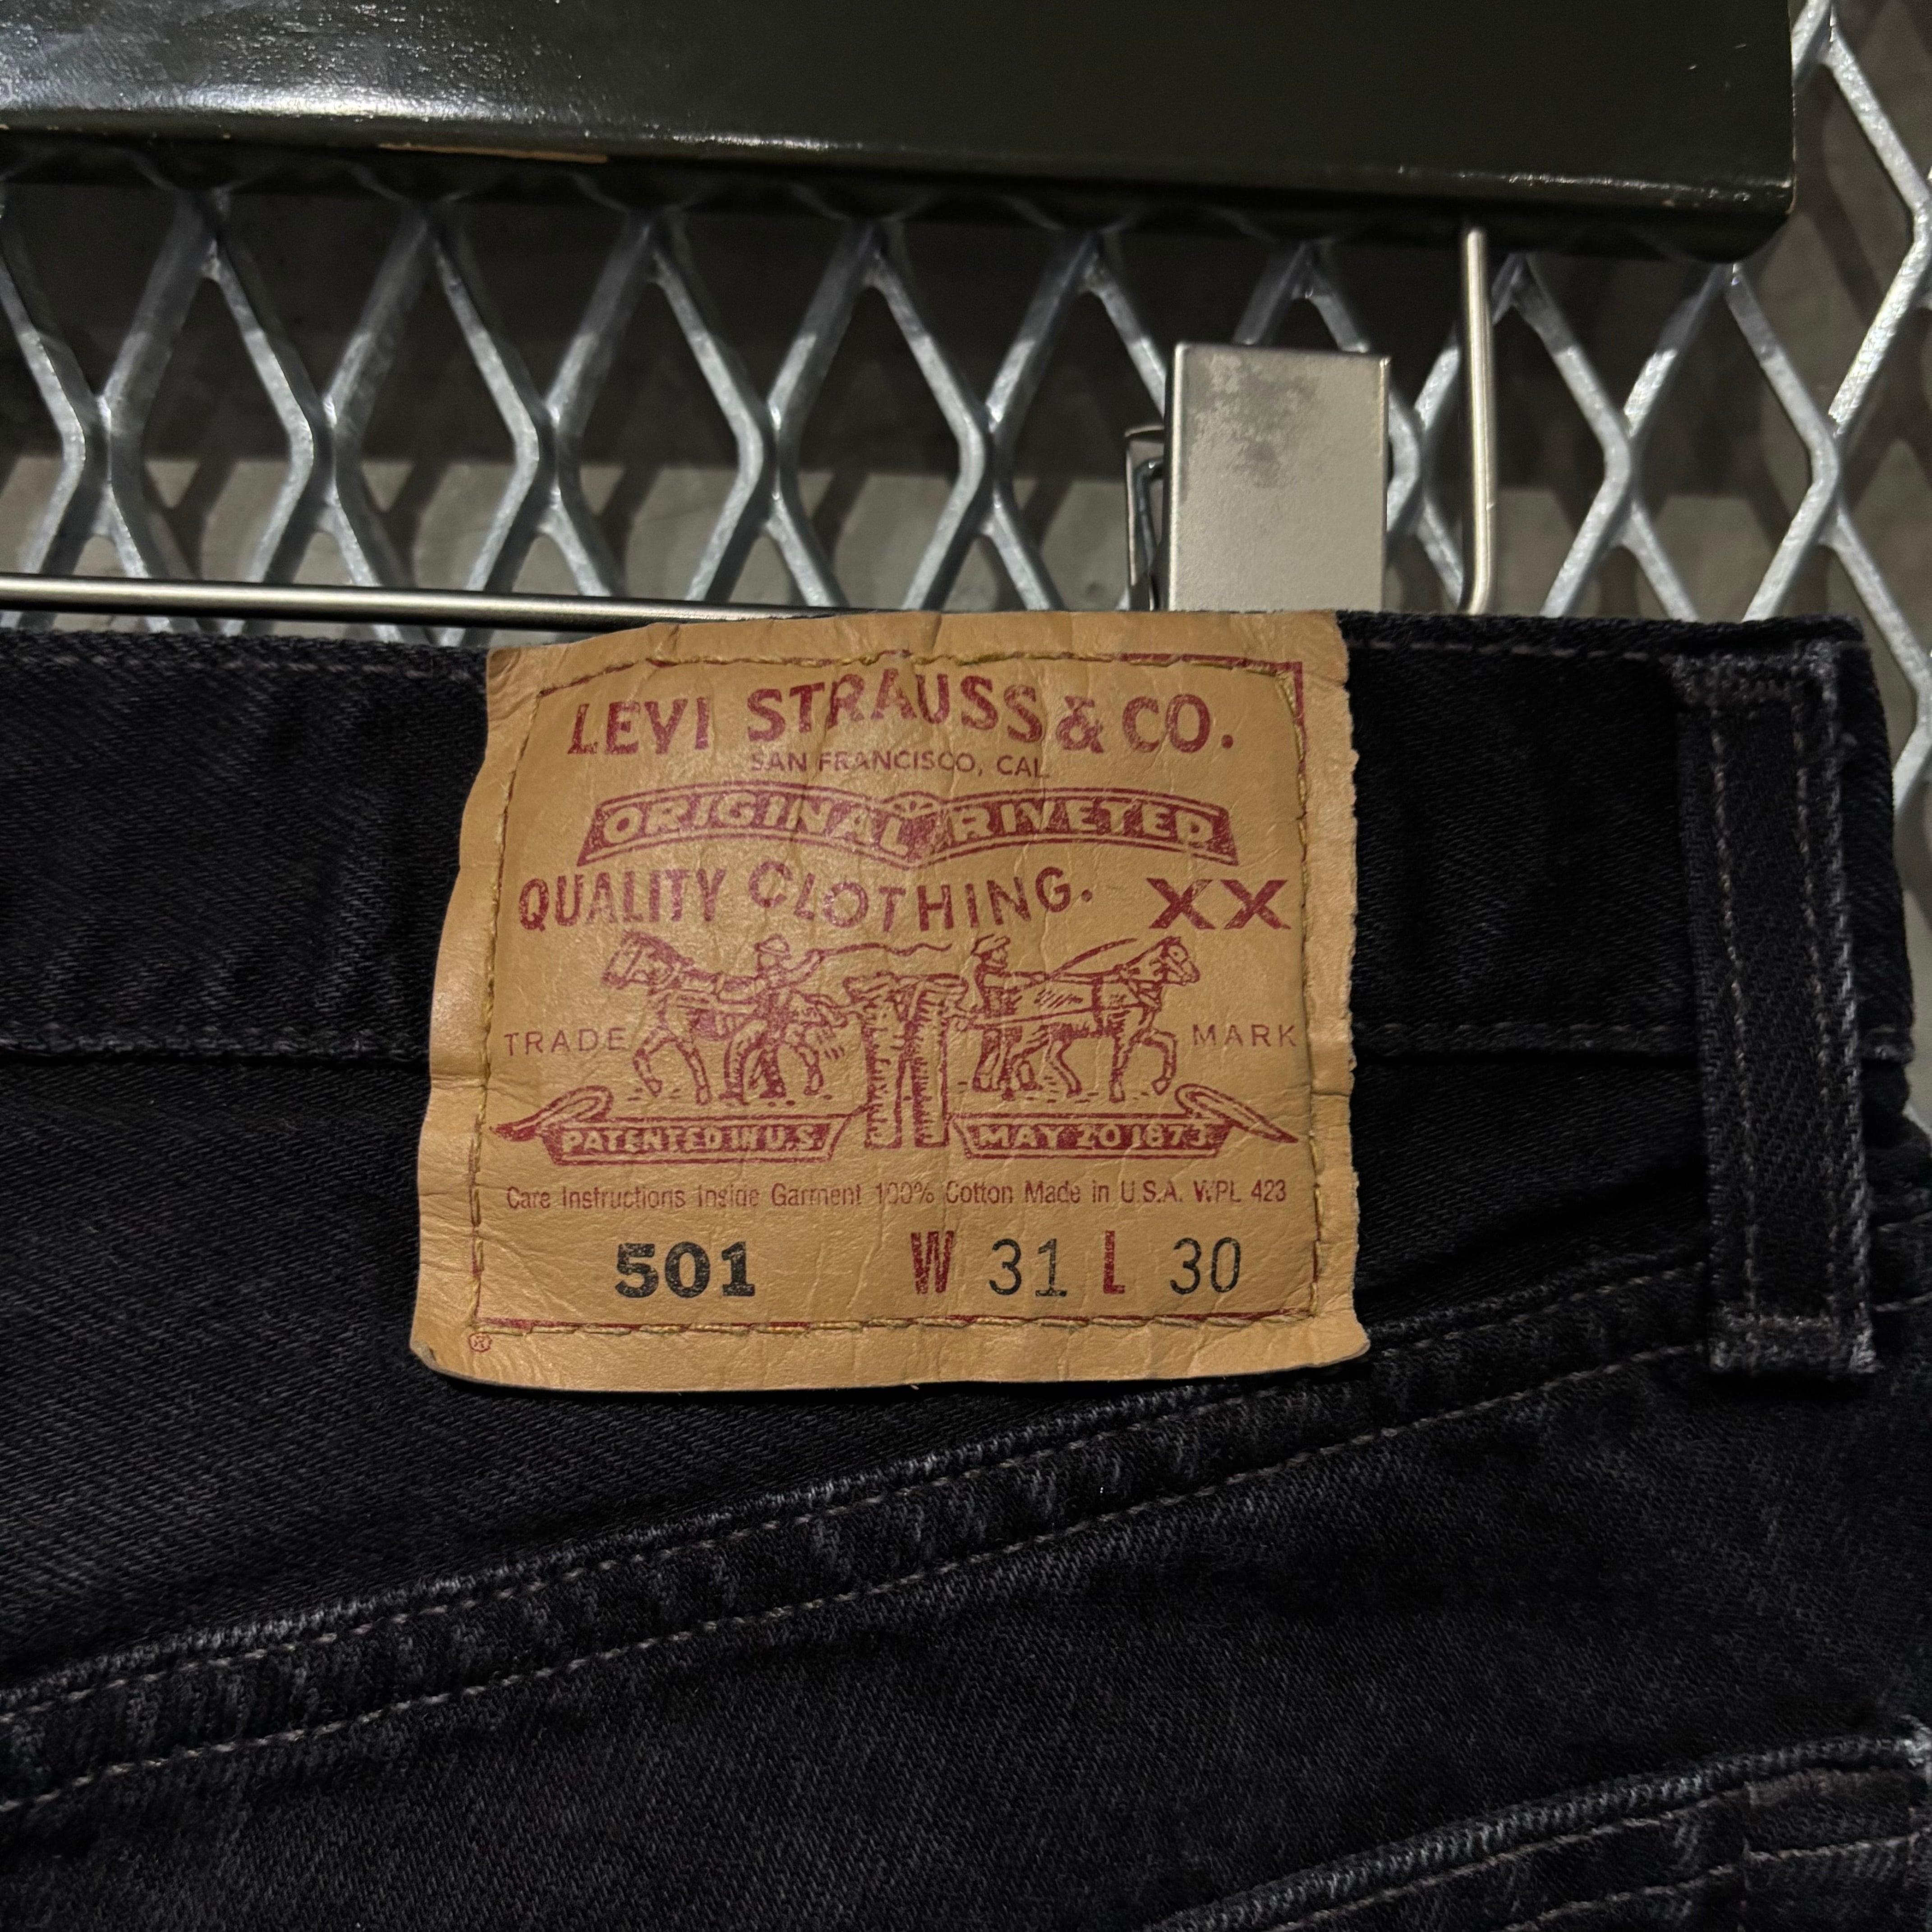 LEVI STRAUSS & CO.
SAN FRANCISCO, CAL
ORIGINAL RIVETED
QUALITY CLOTHING. XX
TRADE MARK
PATENTED IN U.S. MAY 20 1873
Care Instructions Inside Garment 100% Cotton Made in U.S.A. WPL 423
501 W 31 L 30
®